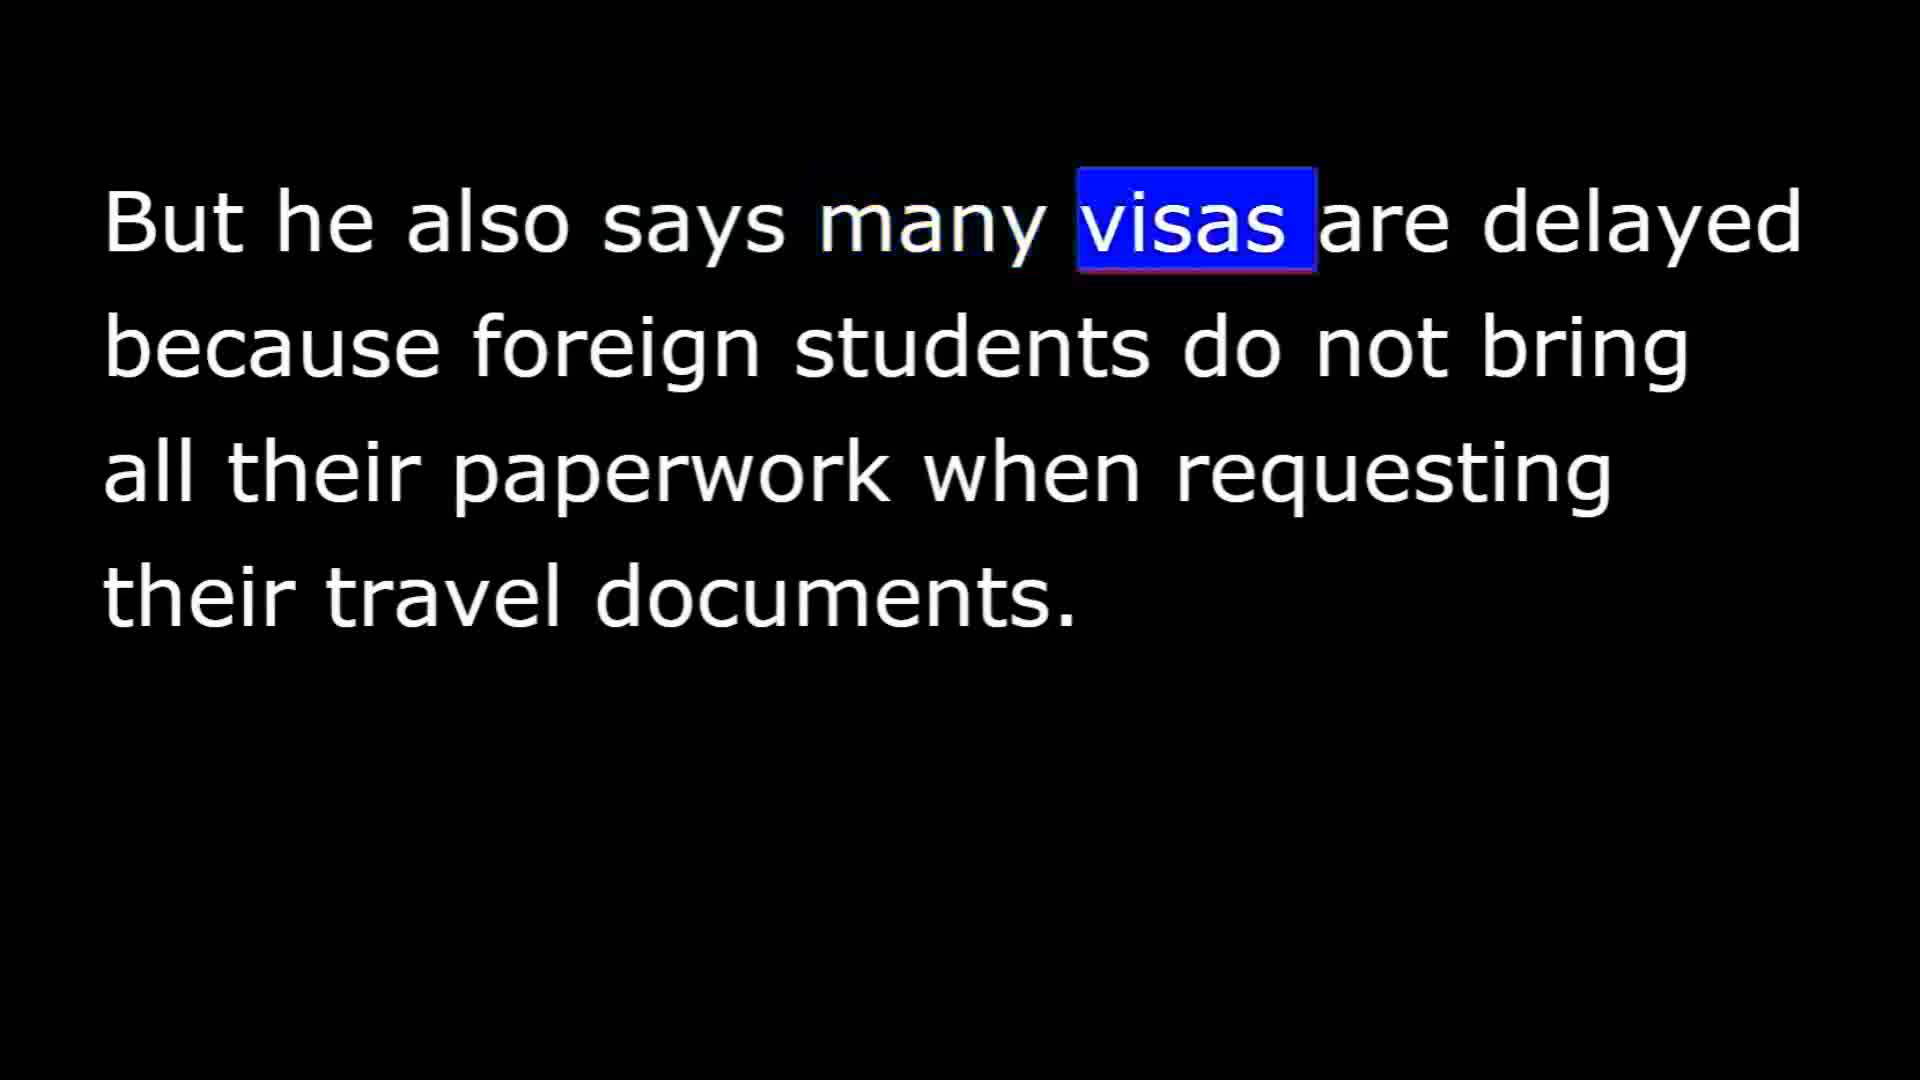 But he also says many visas are delayed
because foreign students do not bring
all their paperwork when requesting
their travel documents.